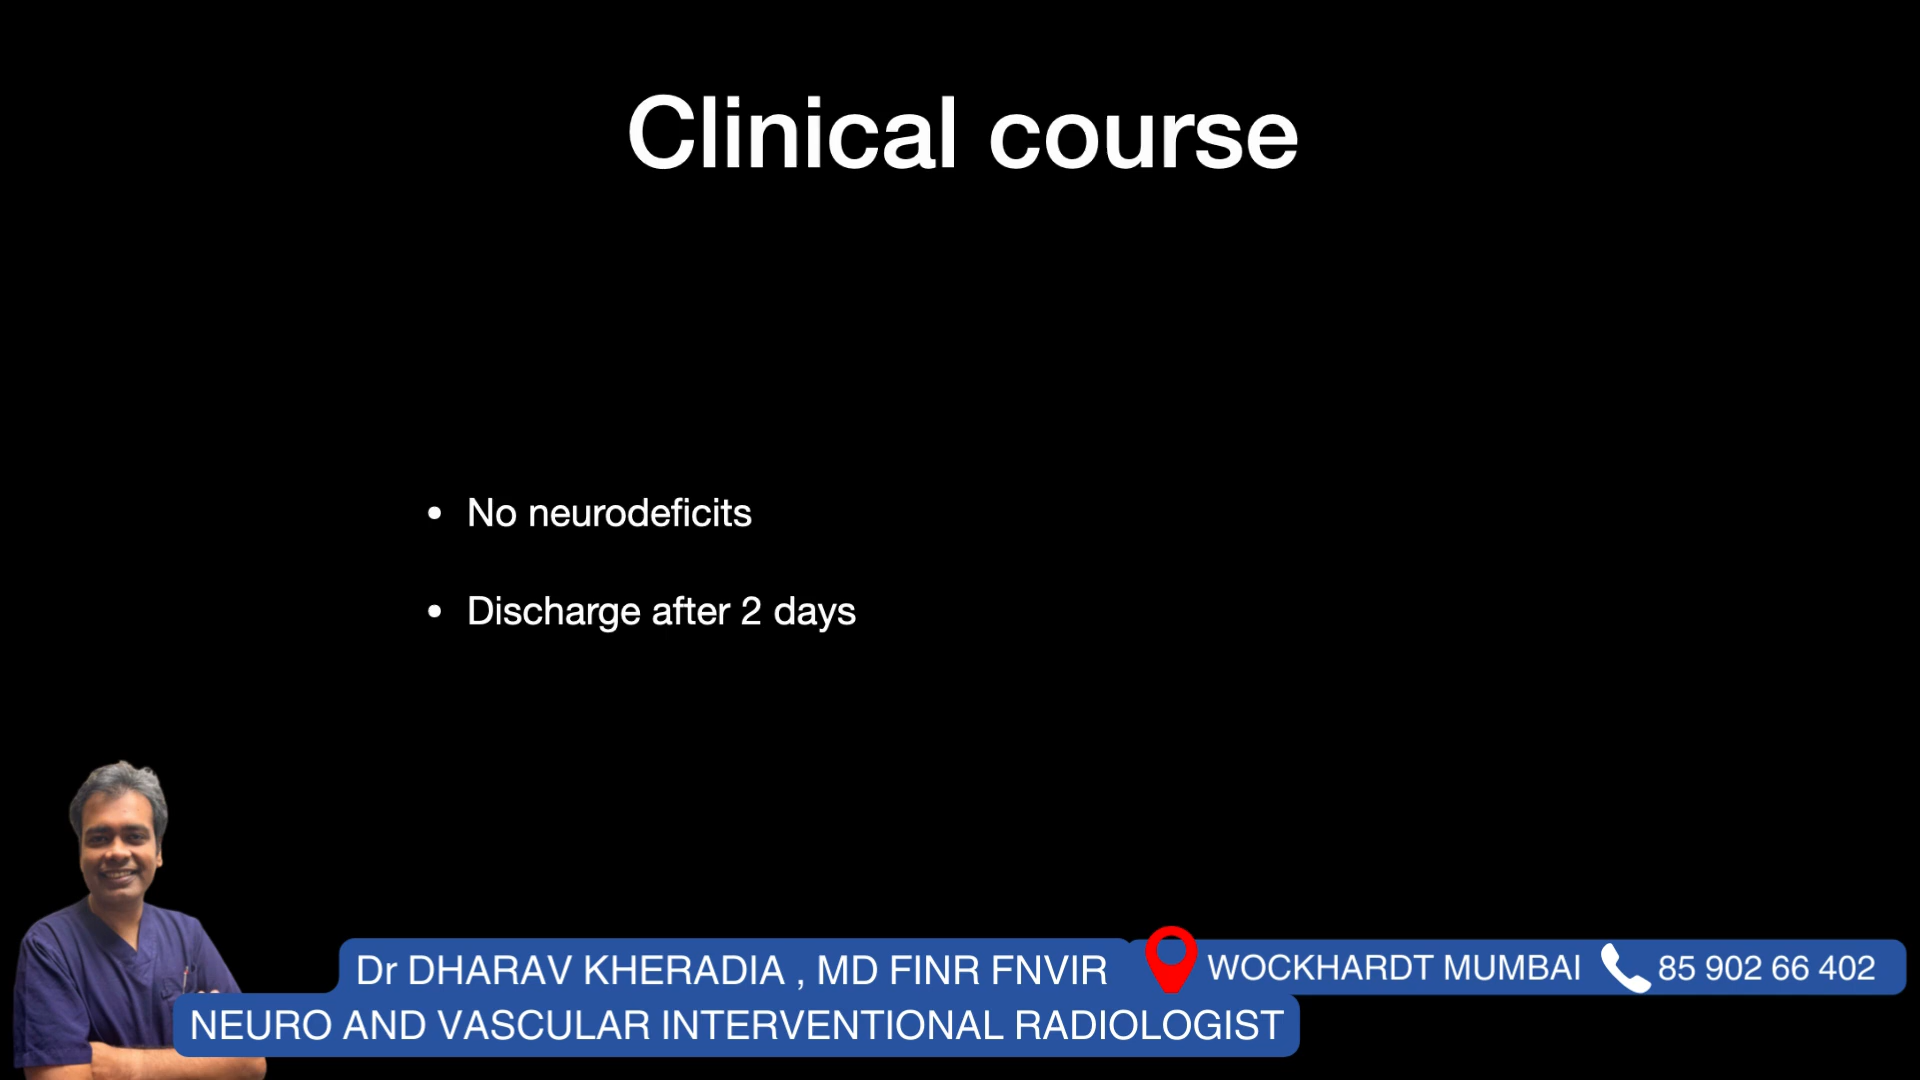 Clinical course
• No neurodeficits
• Discharge after 2 days
Dr DHARAV KHERADIA , MD FINR FNVIR
WOCKHARDT MUMBAI
85 902 66 402
NEURO AND VASCULAR INTERVENTIONAL RADIOLOGIST